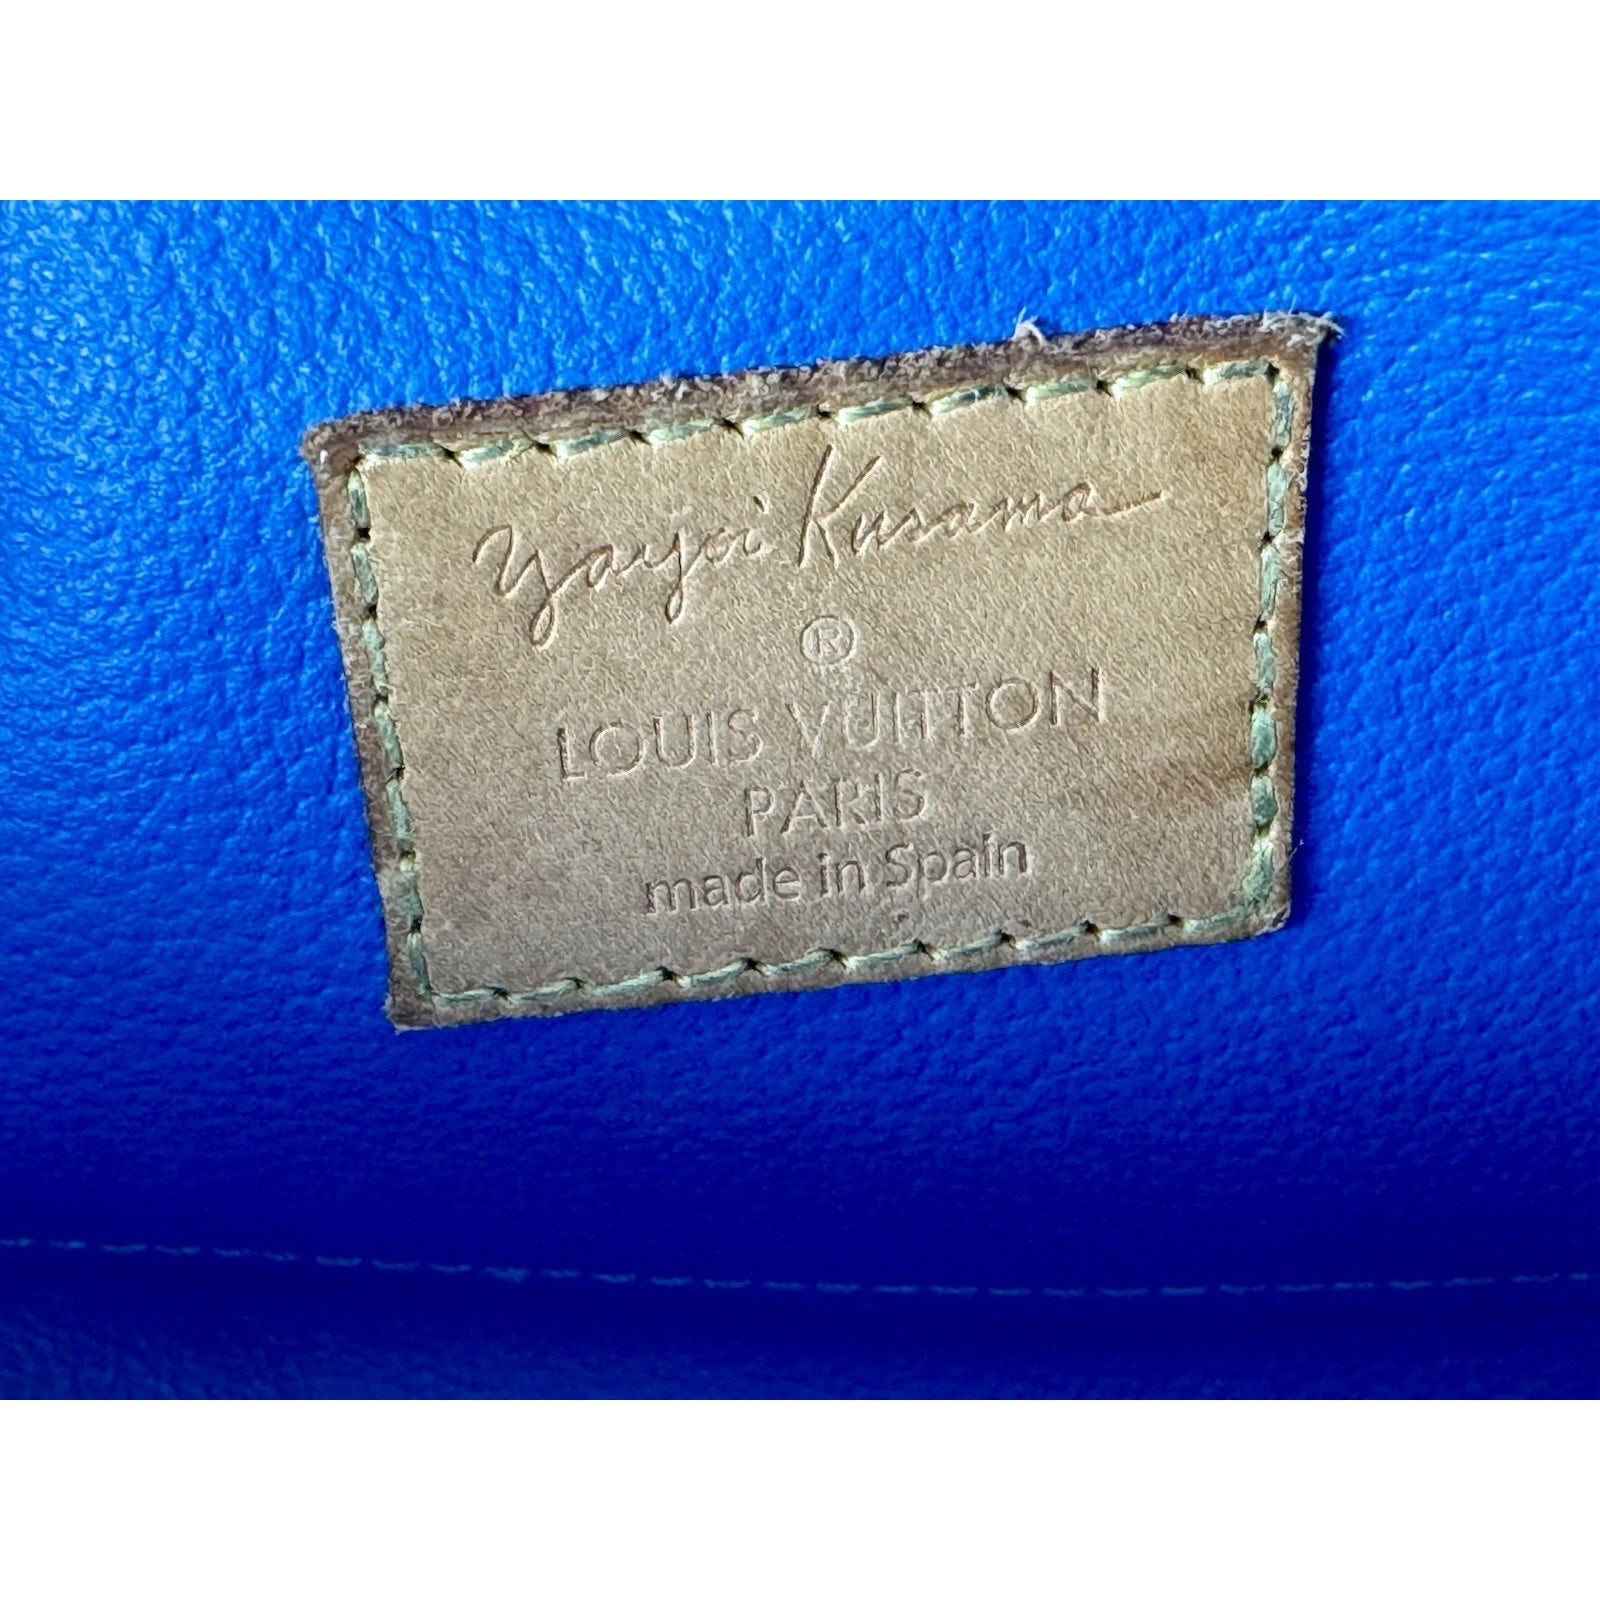 Yayoi Kusama
®
LOUIS VUITTON
PARIS
made in Spain